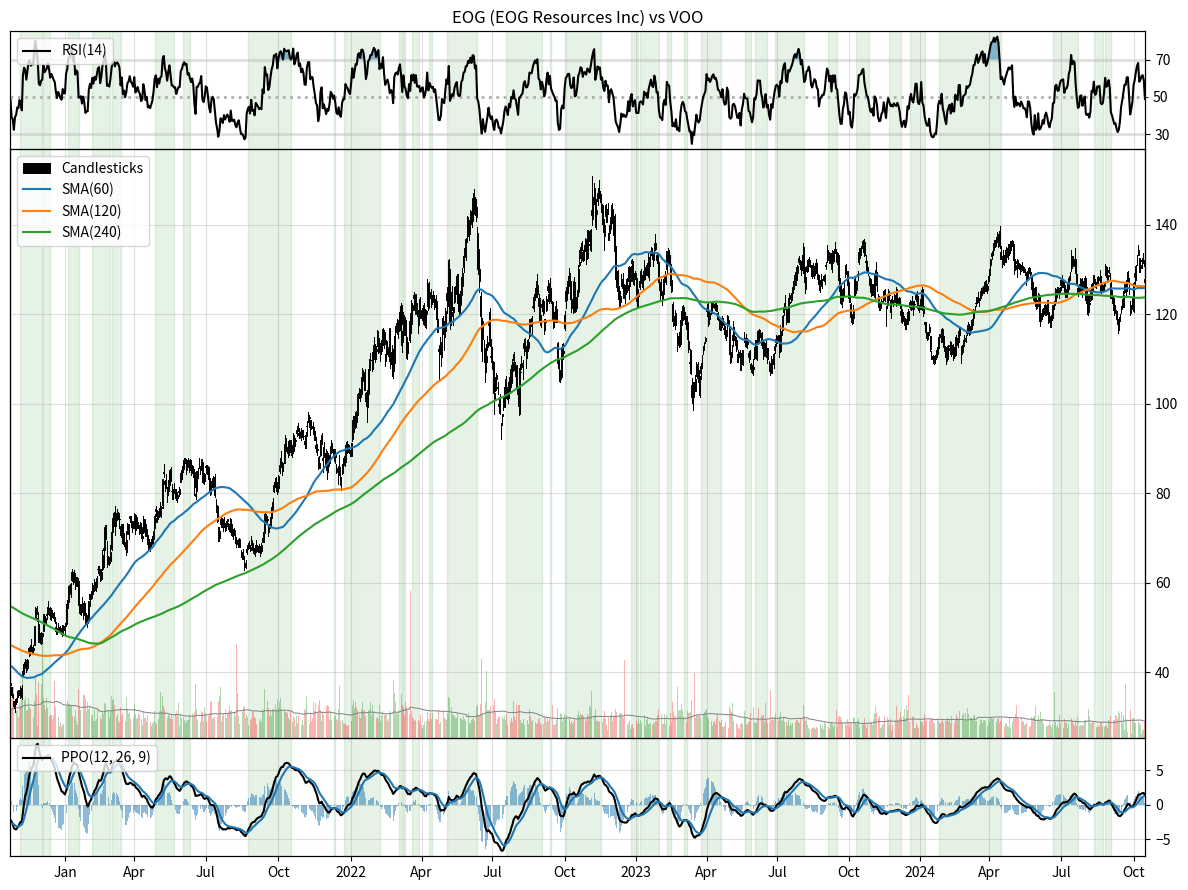 EOG (EOG Resources Inc) vs VOO
RSI(14)
70
50
30
Candlesticks
SMA(60)
SMA(120)
SMA(240)
140
120
100
80
60
40
PPO(12, 26, 9)
5
0
−5
Jan Apr Jul Oct 2022 Apr Jul Oct 2023 Apr Jul Oct 2024 Apr Jul Oct